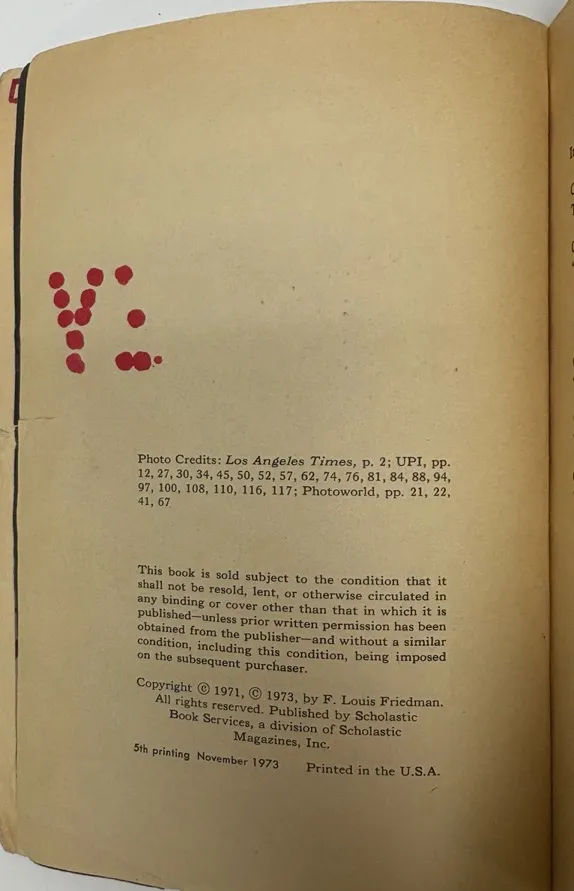 Photo Credits: Los Angeles Times, p. 2; UPI, pp.
12, 27, 30, 34, 45, 50, 52, 57, 62, 74, 76, 81, 84, 88, 94,
97, 100, 108, 110, 116, 117; Photoworld, pp. 21, 22,
41, 67
This book is sold subject to the condition that it
shall not be resold, lent, or otherwise circulated in
any binding or cover other than that in which it is
published—unless prior written permission has been
obtained from the publisher—and without a similar
condition, including this condition, being imposed
on the subsequent purchaser.
Copyright © 1971, © 1973, by F. Louis Friedman.
All rights reserved. Published by Scholastic
Book Services, a division of Scholastic
Magazines, Inc.
5th printing November 1973 Printed in the U.S.A.